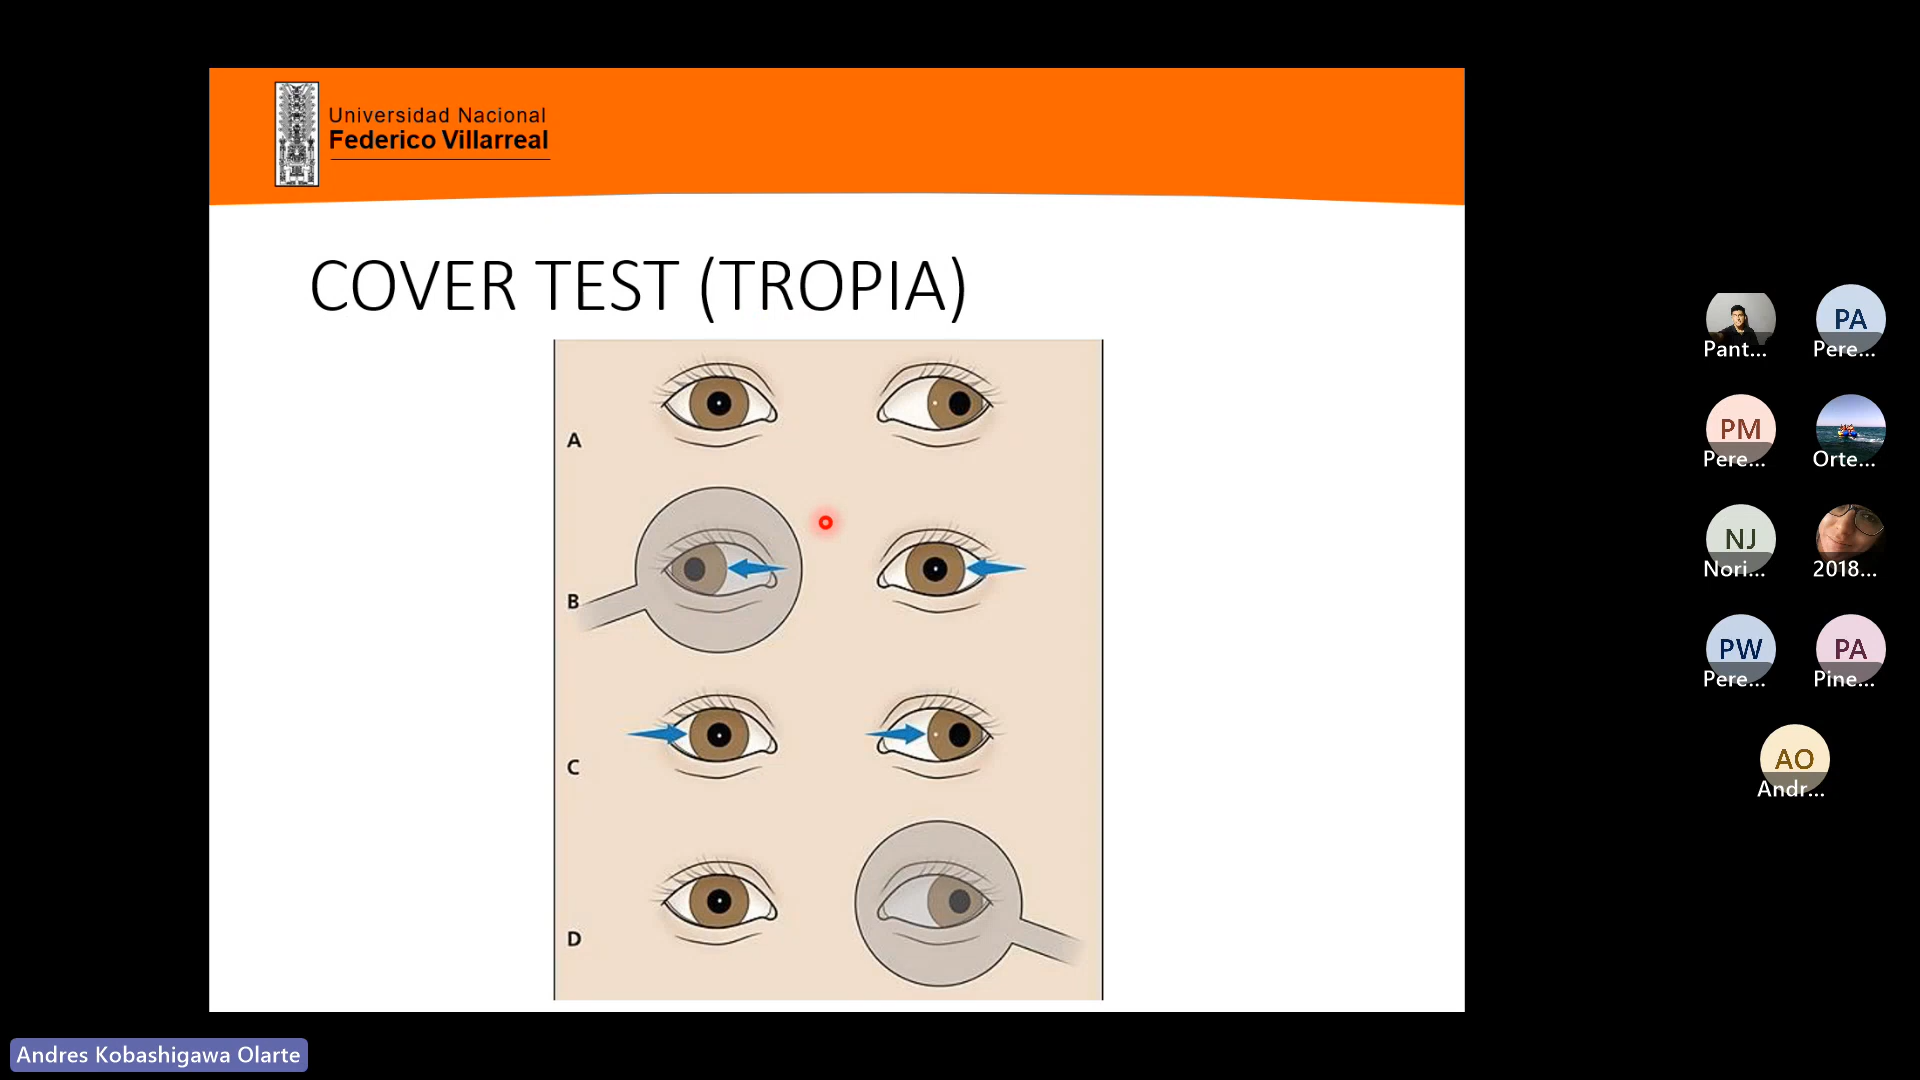 Universidad Nacional
Federico Villarreal
COVER TEST (TROPIA)
A
B
C
D
Pant...
PA
Pere...
PM
Pere...
Orte...
NJ
Nori...
2018...
PW
Pere...
PA
Pine...
AO
Andr...
Andres Kobashigawa Olarte